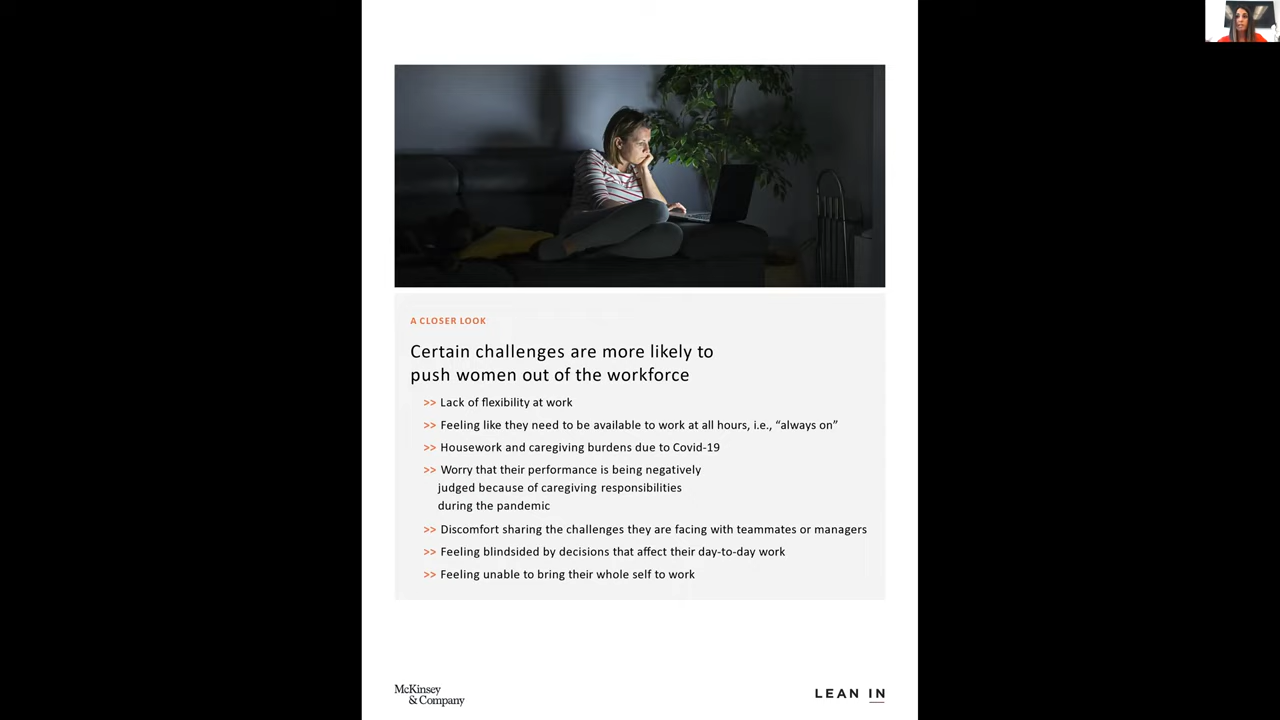 A CLOSER LOOK
Certain challenges are more likely to
push women out of the workforce
>> Lack of flexibility at work
>> Feeling like they need to be available to work at all hours, i.e., “always on”
>> Housework and caregiving burdens due to Covid-19
>> Worry that their performance is being negatively
judged because of caregiving responsibilities
during the pandemic
>> Discomfort sharing the challenges they are facing with teammates or managers
>> Feeling blindsided by decisions that affect their day-to-day work
>> Feeling unable to bring their whole self to work
McKinsey
& Company
LEAN IN